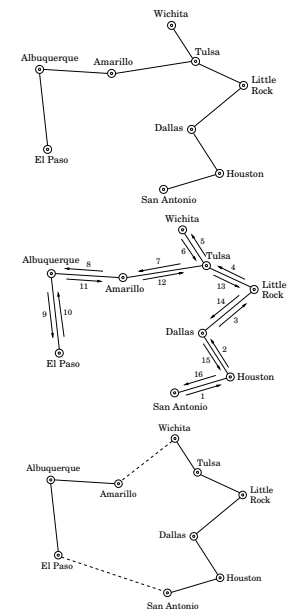 Wichita
Albuquerque
Amarillo
Tulsa
Little
Rock
Dallas
El Paso
Houston
San Antonio
Wichita
5
6
Tulsa
Albuquerque
8
7
4
11
Amarillo
12
13
Little
Rock
14
9
10
3
Dallas
2
El Paso
15
16
Houston
1
San Antonio
Wichita
Albuquerque
Tulsa
Amarillo
Little
Rock
Dallas
El Paso
Houston
San Antonio